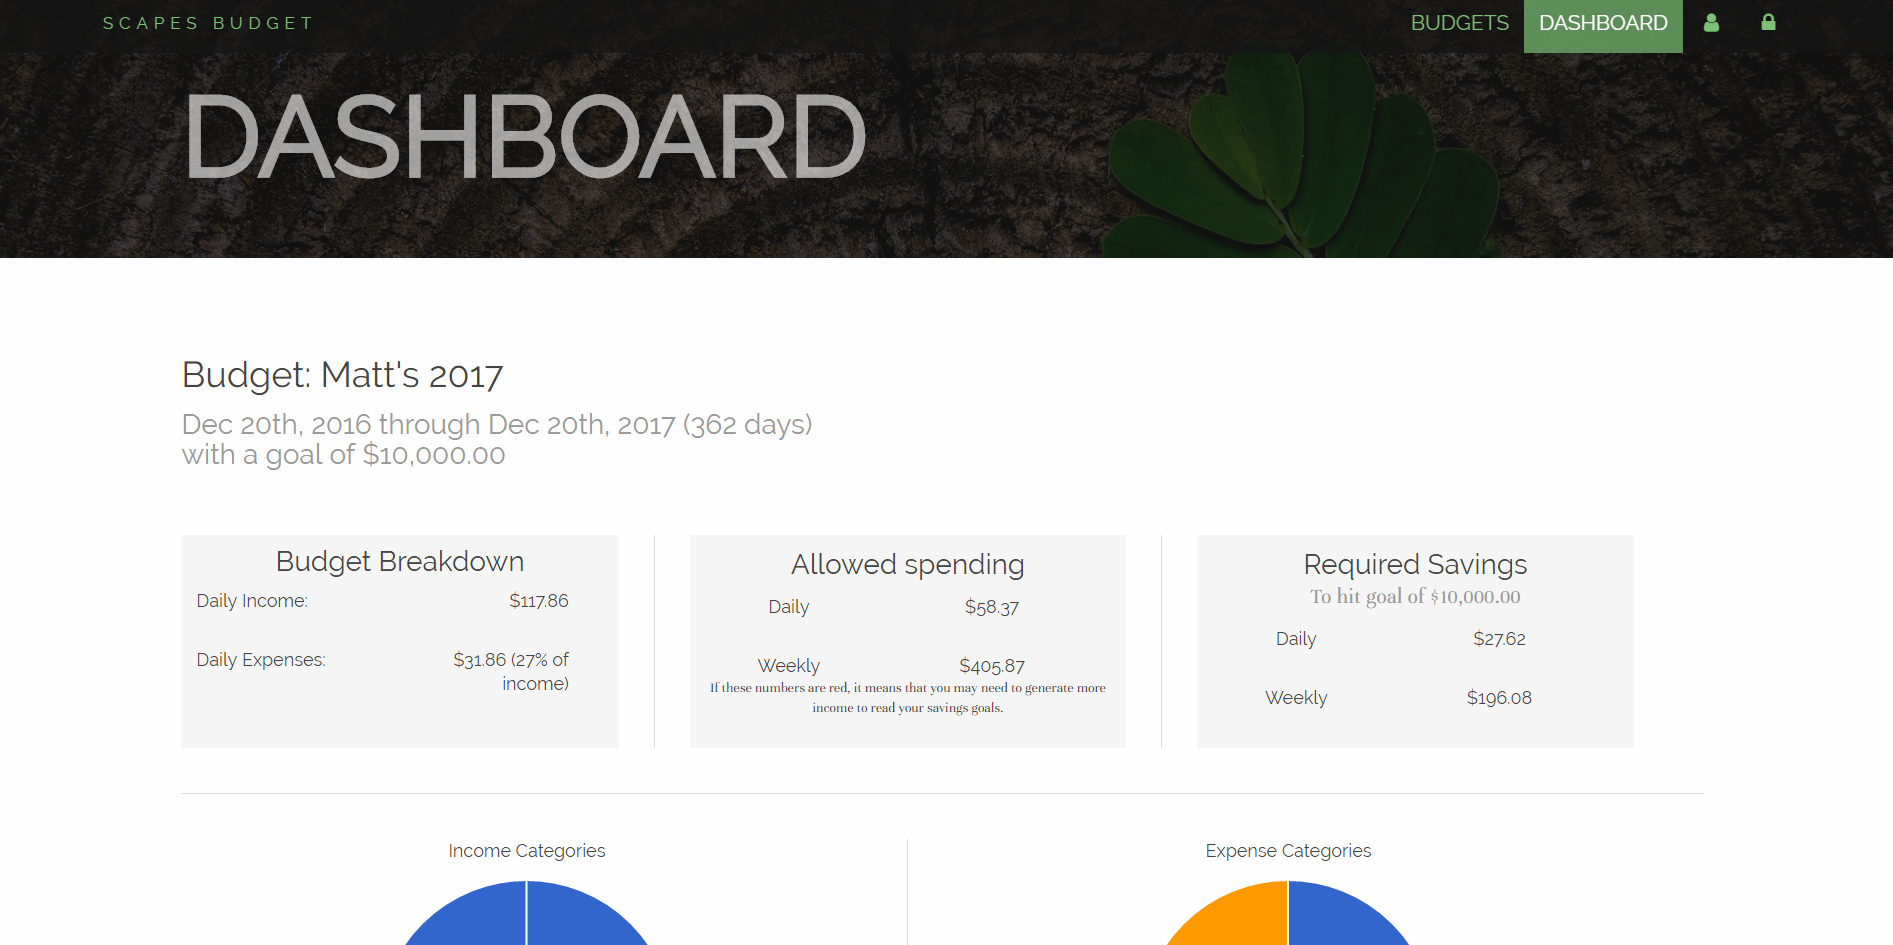 SCAPES BUDGET
BUDGETS
DASHBOARD
DASHBOARD
Budget: Matt's 2017
Dec 20th, 2016 through Dec 20th, 2017 (362 days)
with a goal of $10,000.00
Budget Breakdown
Daily Income: $117.86
Daily Expenses: $31.86 (27% of
income)
Allowed spending
Daily $58.37
Weekly $405.87
If these numbers are red, it means that you may need to generate more
income to read your savings goals.
Required Savings
To hit goal of $10,000.00
Daily $27.62
Weekly $196.08
Income Categories
Expense Categories